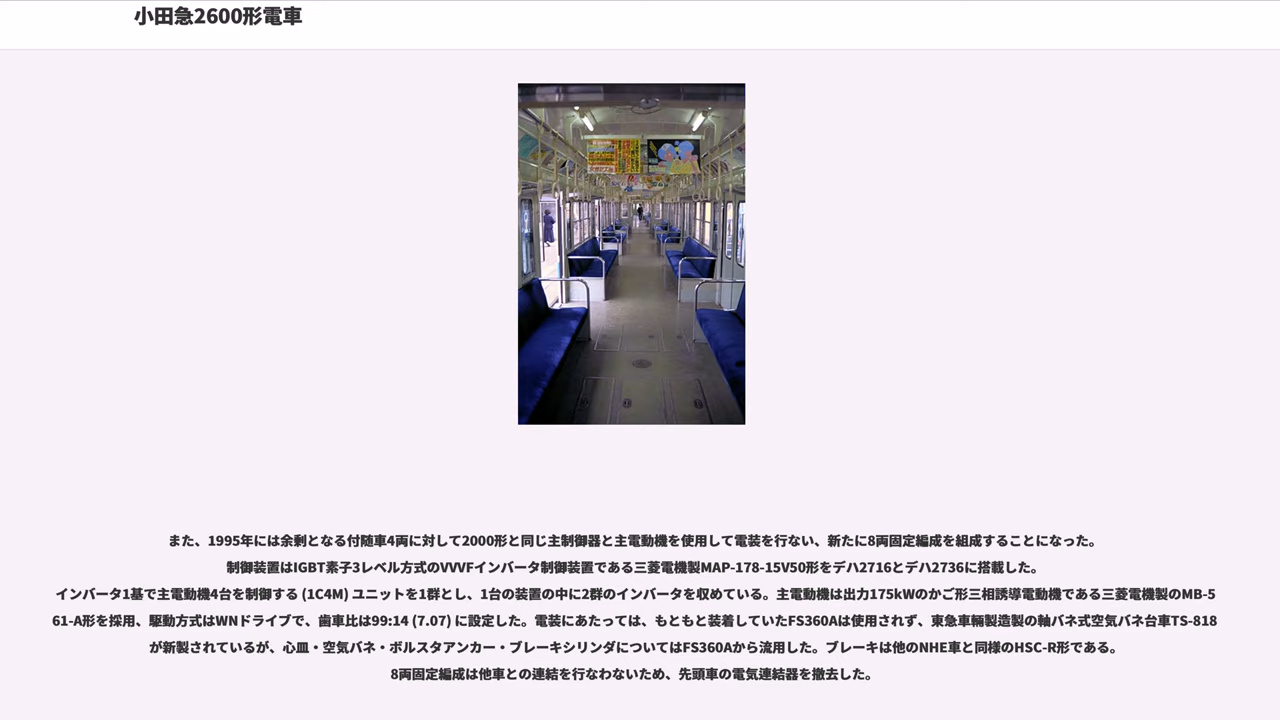 小田急2600形電車
また、1995年には余剰となる付随車4両に対して2000形と同じ主制御器と主電動機を使用して電装を行ない、新たに8両固定編成を組成することになった。
制御装置はIGBT素子3レベル方式のVVVFインバータ制御装置である三菱電機製MAP-178-15V50形をデハ2716とデハ2736に搭載した。
インバータ1基で主電動機4台を制御する (1C4M) ユニットを1群とし、1台の装置の中に2群のインバータを収めている。主電動機は出力175kWのかご形三相誘導電動機である三菱電機製のMB-5
61-A形を採用、駆動方式はWNドライブで、歯車比は99:14 (7.07) に設定した。電装にあたっては、もともと装着していたFS360Aは使用されず、東急車輛製造製の軸バネ式空気バネ台車TS-818
が新製されているが、心皿・空気バネ・ボルスタアンカー・ブレーキシリンダについてはFS360Aから流用した。ブレーキは他のNHE車と同様のHSC-R形である。
8両固定編成は他車との連結を行なわないため、先頭車の電気連結器を撤去した。